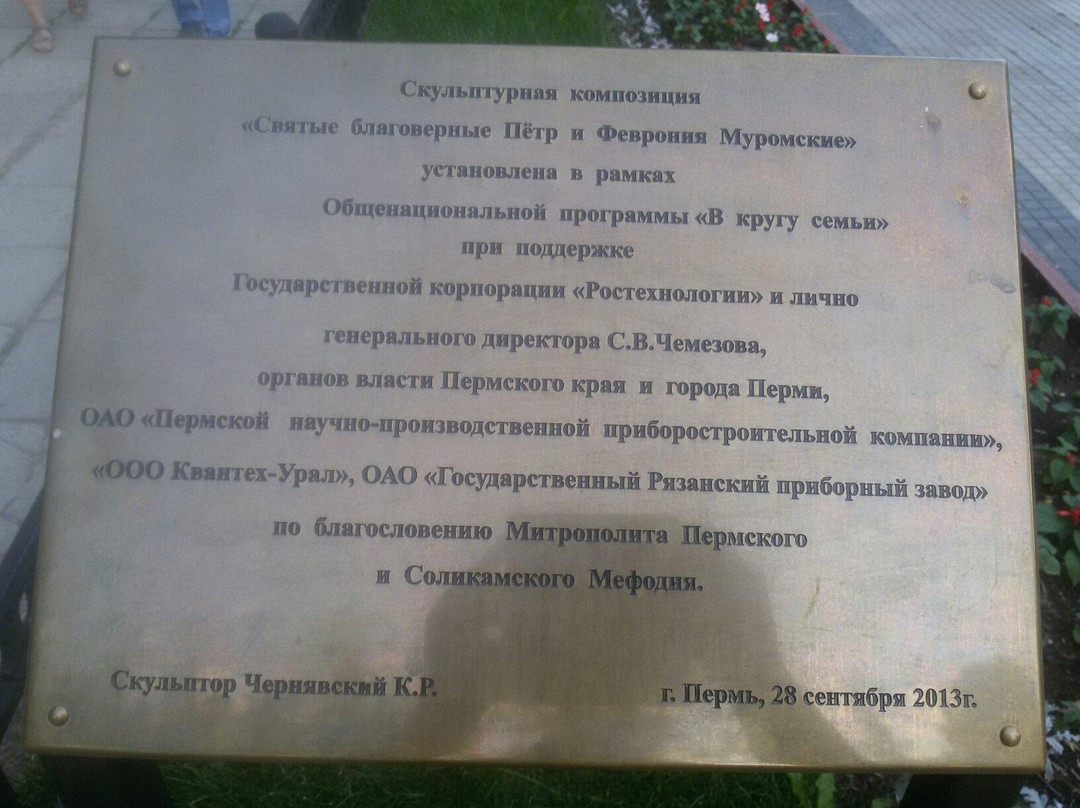 Скульптурная композиция
«Святые благоверные Пётр и Феврония Муромские»
установлена в рамках
Общенациональной программы «В кругу семьи»
при поддержке
Государственной корпорации «Ростехнологии» и лично
генерального директора С.В.Чемезова,
органов власти Пермского края и города Перми,
ОАО «Пермской научно-производственной приборостроительной компании»,
«ООО Квантех-Урал», ОАО «Государственный Рязанский приборный завод»
по благословению Митрополита Пермского
и Соликамского Мефодия.
Скульптор Чернявский К.Р.
г. Пермь, 28 сентября 2013г.